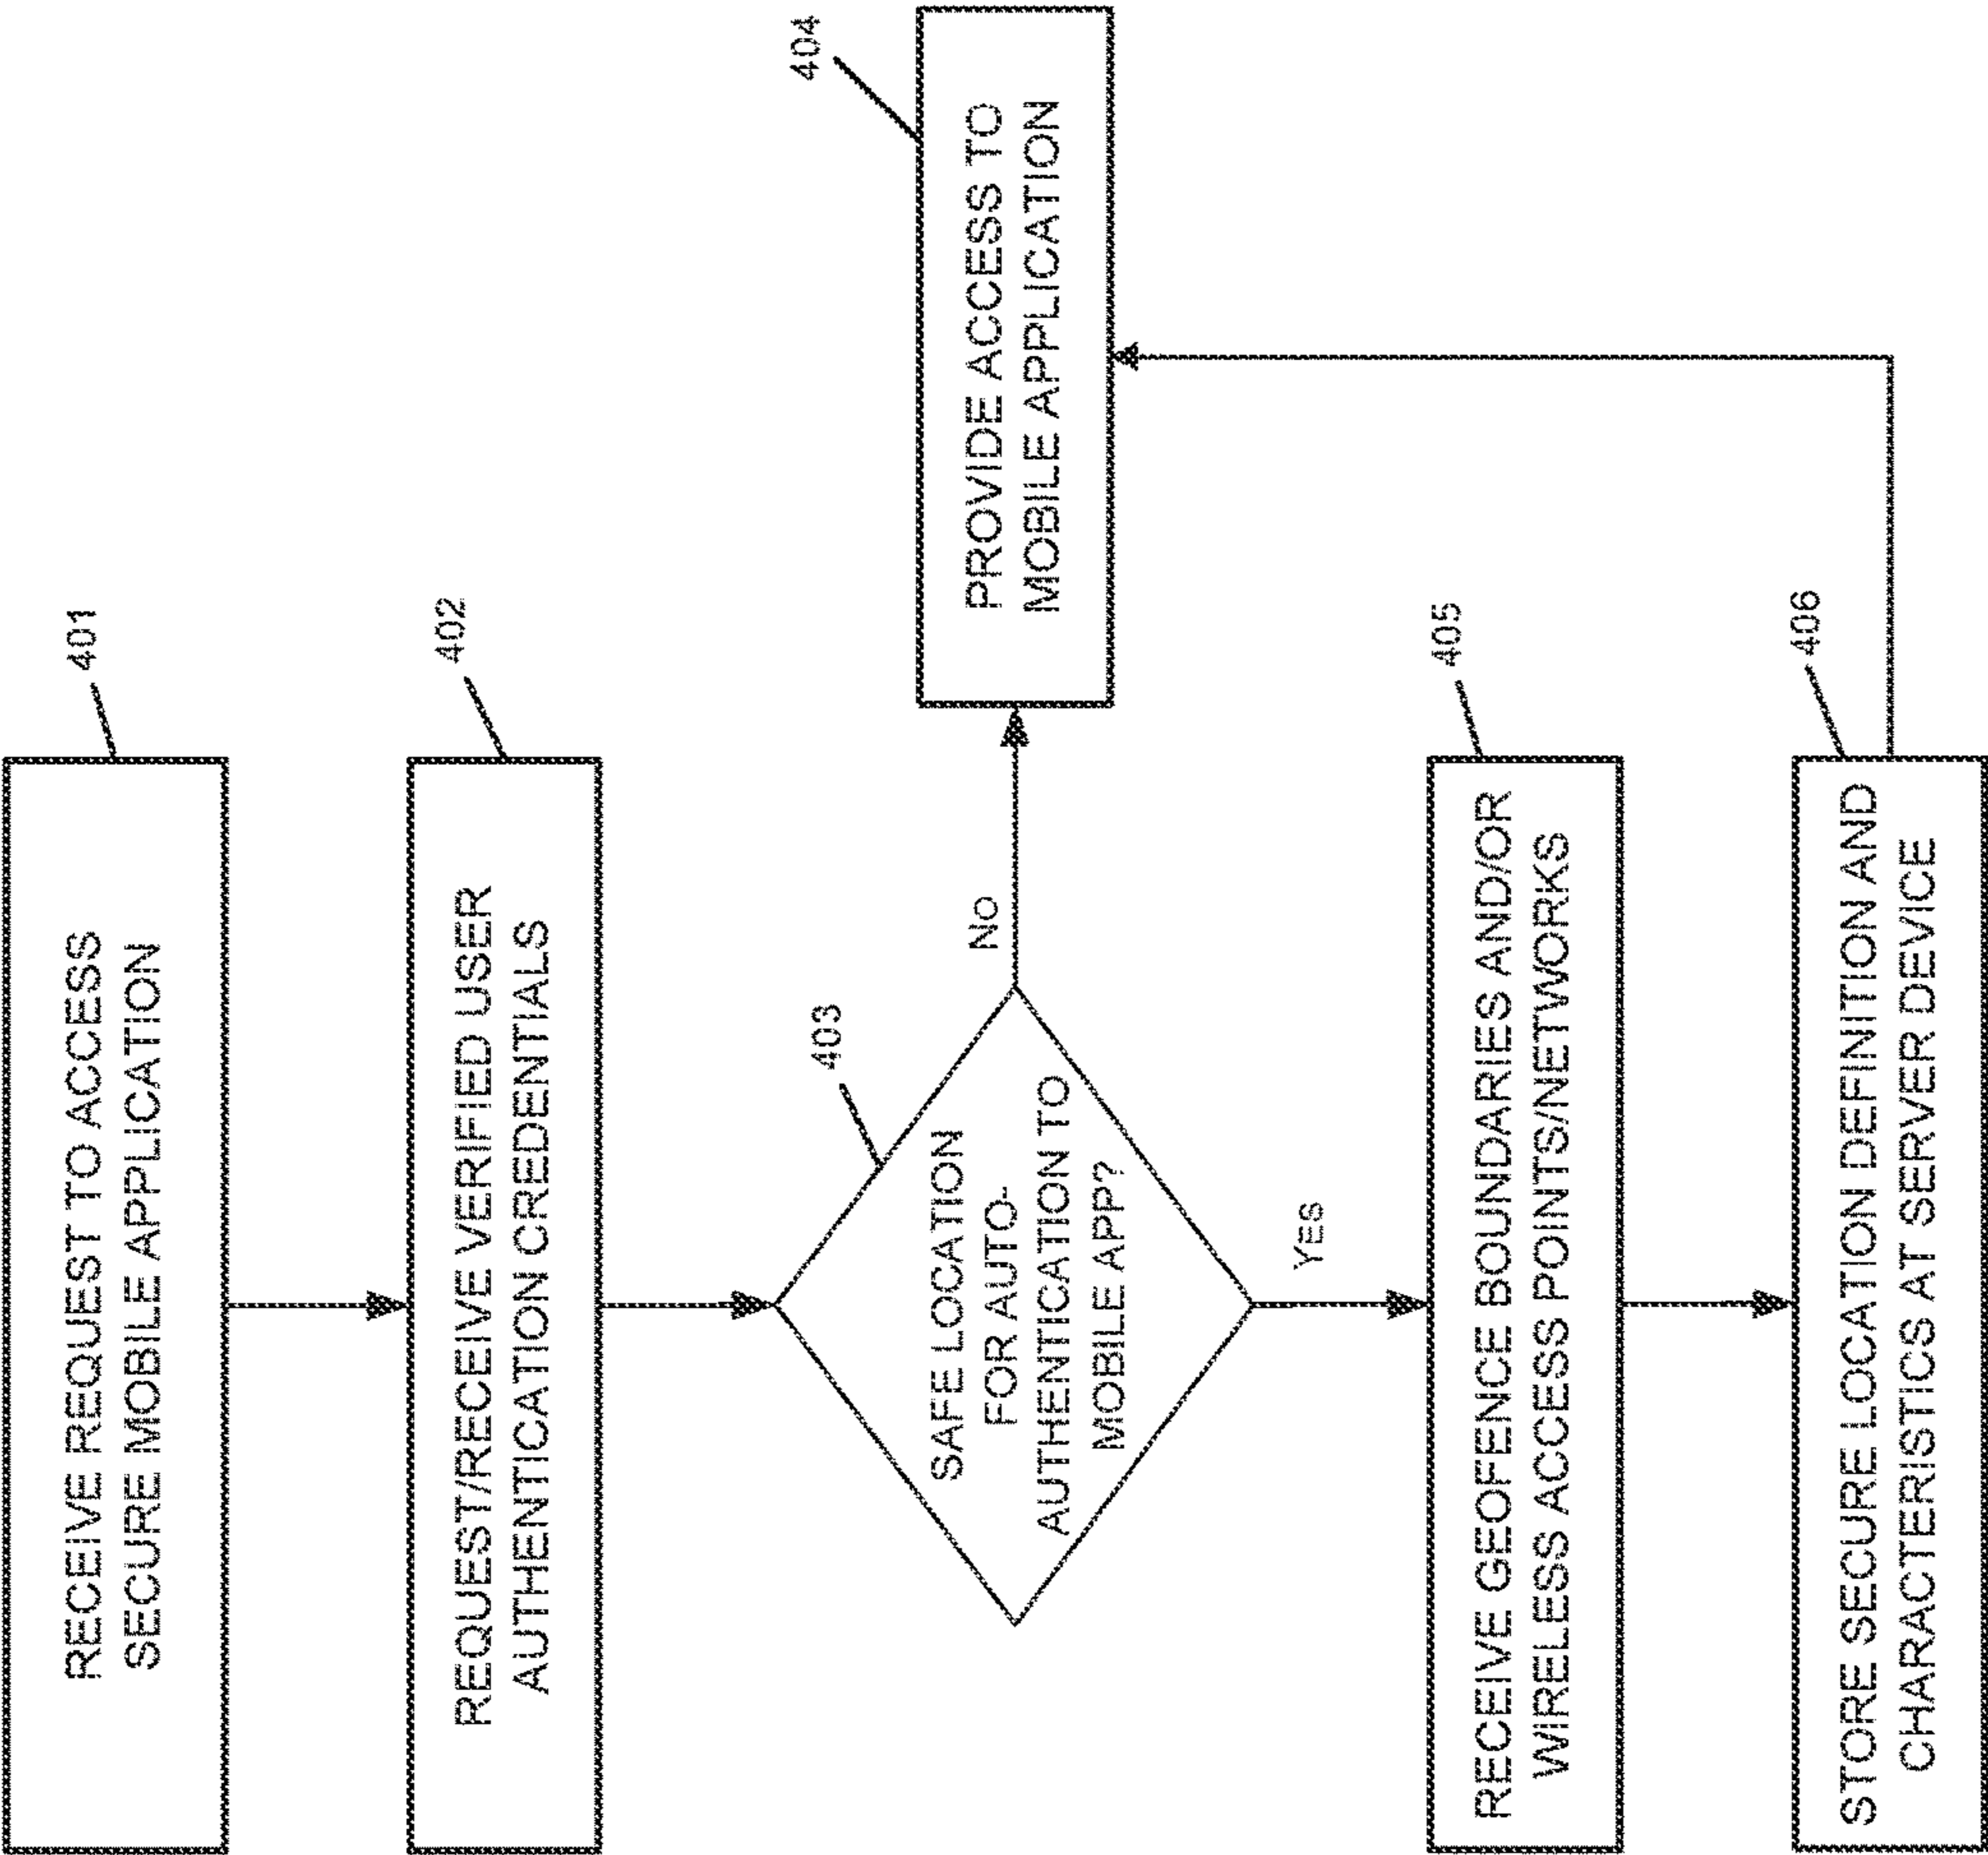 RECEIVE REQUEST TO ACCESS
SECURE MOBILE APPLICATION
401
REQUEST/RECEIVE VERIFIED USER
AUTHENTICATION CREDENTIALS
402
SAFE LOCATION
FOR AUTO-
AUTHENTICATION TO
MOBILE APP?
403
NO
PROVIDE ACCESS TO
MOBILE APPLICATION
404
YES
RECEIVE GEOFENCE BOUNDARIES AND/OR
WIRELESS ACCESS POINTS/NETWORKS
405
STORE SECURE LOCATION DEFINITION AND
CHARACTERISTICS AT SERVER DEVICE
406